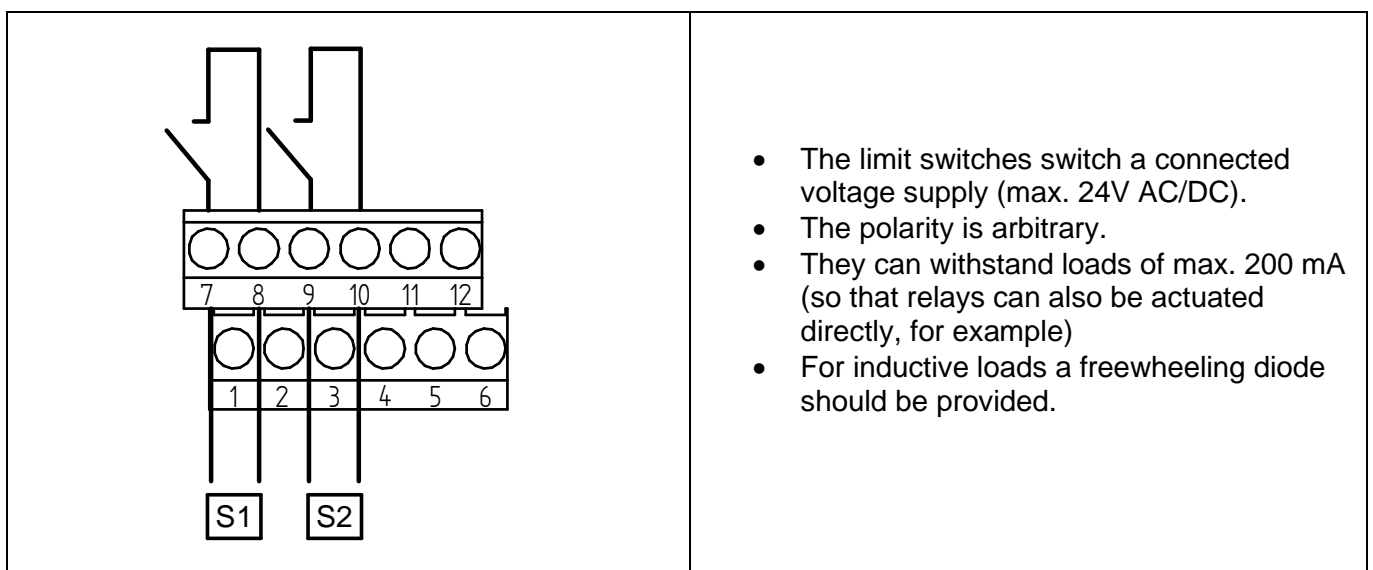 7 8 9 10 11 12
1 2 3 4 5 6
S1 S2
• The limit switches switch a connected
voltage supply (max. 24V AC/DC).
• The polarity is arbitrary.
• They can withstand loads of max. 200 mA
(so that relays can also be actuated
directly, for example)
• For inductive loads a freewheeling diode
should be provided.